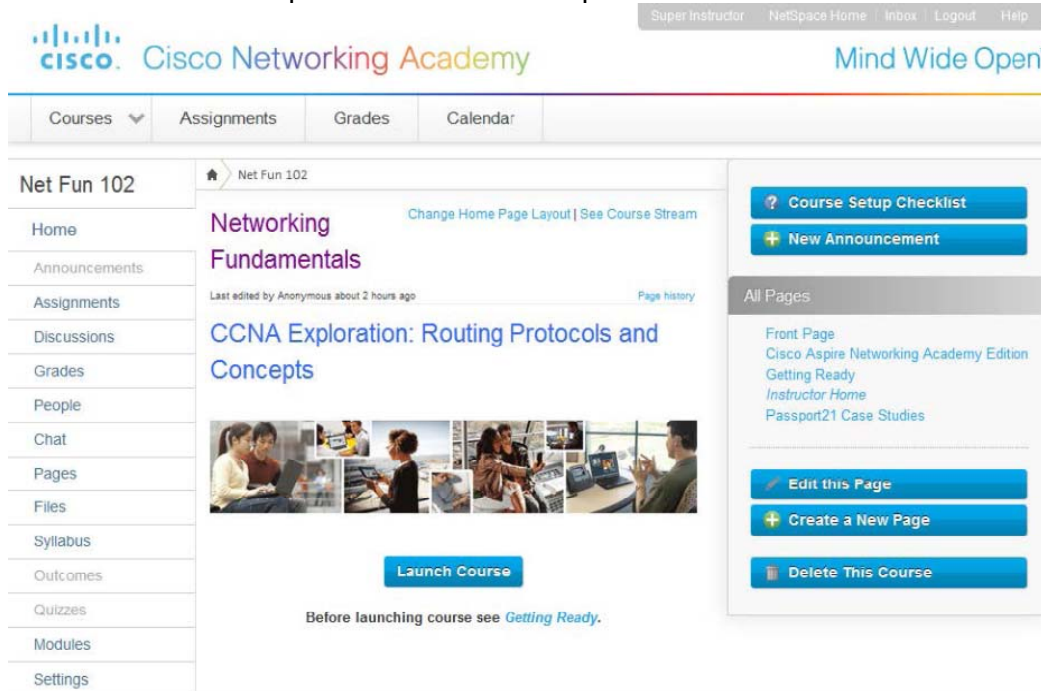 Super Instructor NetSpace Home Inbox Logout Help
CISCO. Cisco Networking Academy
Mind Wide Open
Courses Assignments Grades Calendar
Net Fun 102
Home
Announcements
Assignments
Discussions
Grades
People
Chat
Pages
Files
Syllabus
Outcomes
Quizzes
Modules
Settings
Net Fun 102
Networking
Fundamentals
Change Home Page Layout | See Course Stream
Last edited by Anonymous about 2 hours ago
Page history
CCNA Exploration: Routing Protocols and
Concepts
Launch Course
Before launching course see Getting Ready.
Course Setup Checklist
New Announcement
All Pages
Front Page
Cisco Aspire Networking Academy Edition
Getting Ready
Instructor Home
Passport21 Case Studies
Edit this Page
Create a New Page
Delete This Course